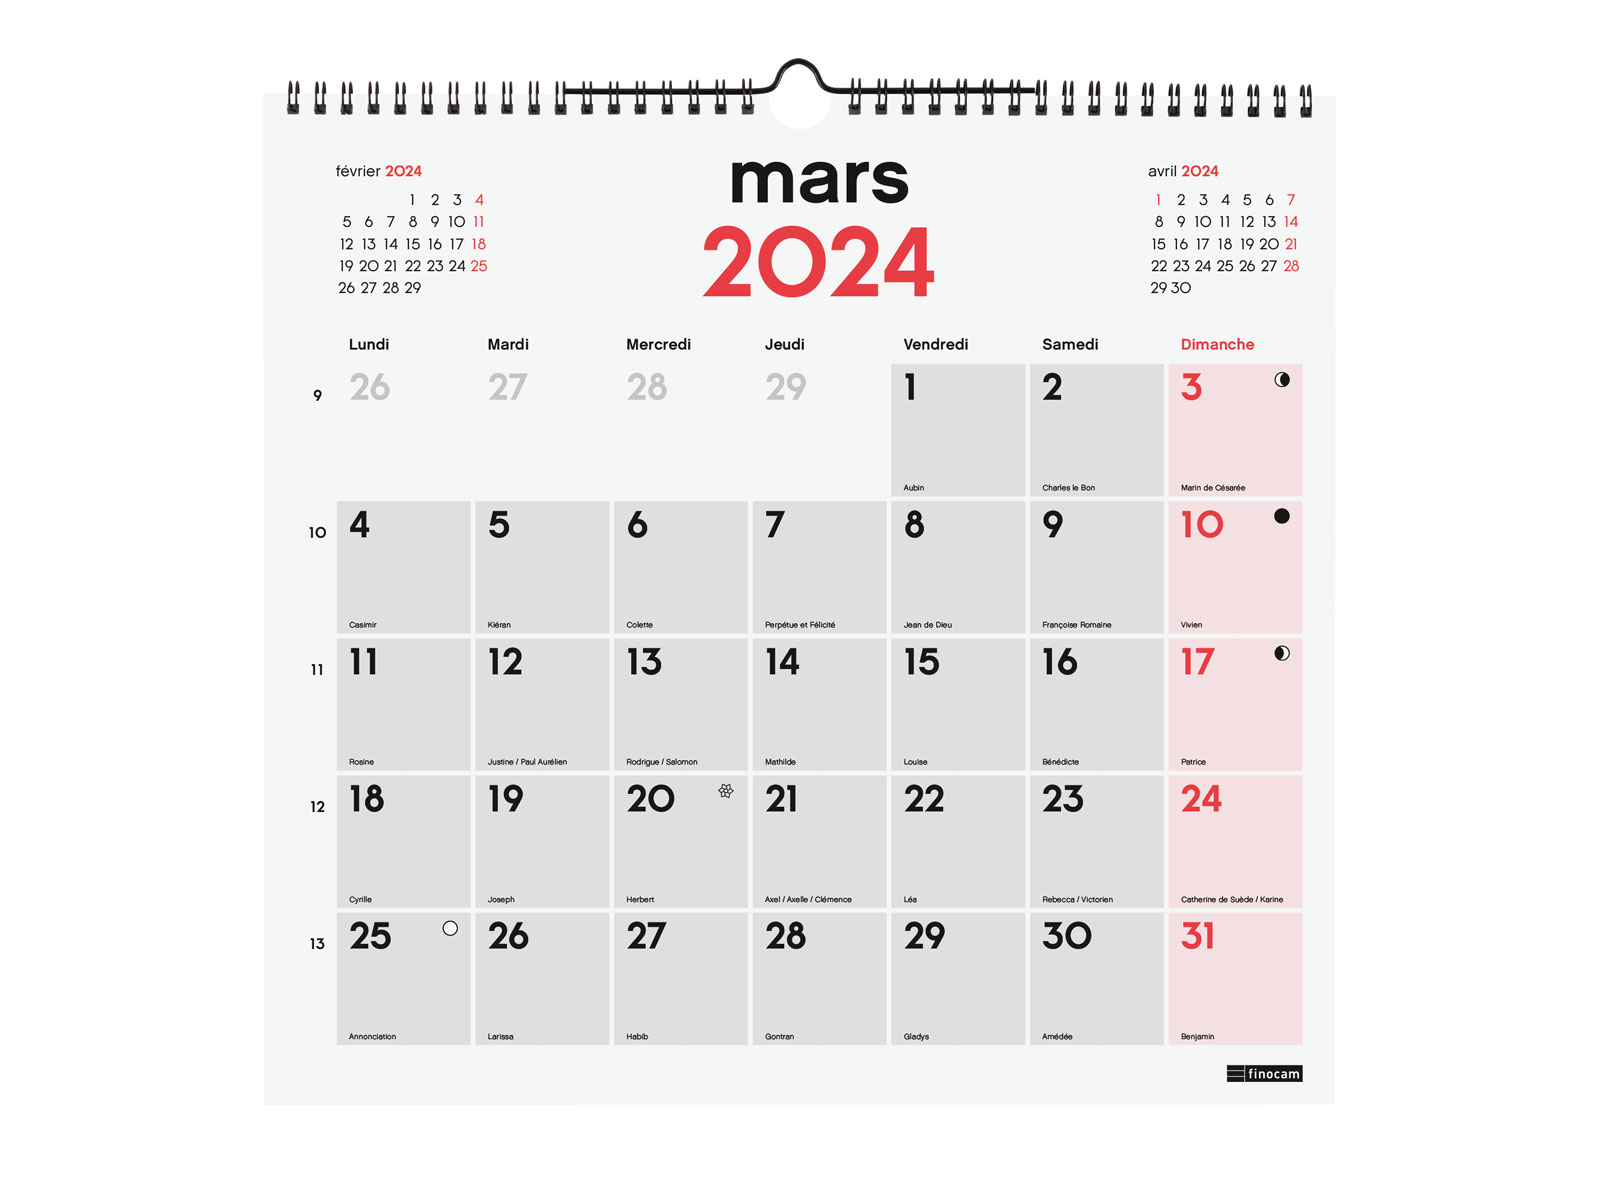 février 2024
1 2 3 4
5 6 7 8 9 10 11
12 13 14 15 16 17 18
19 20 21 22 23 24 25
26 27 28 29
mars
2024
avril 2024
1 2 3 4 5 6 7
8 9 10 11 12 13 14
15 16 17 18 19 20 21
22 23 24 25 26 27 28
29 30
Lundi Mardi Mercredi Jeudi Vendredi Samedi Dimanche
9 26 27 28 29 1 2 3
Aubin Charles le Bon Marin de Césarée
10 4 5 6 7 8 9 10
Casimir Kiéran Colette Perpétue et Félicité Jean de Dieu Françoise Romaine Vivien
11 11 12 13 14 15 16 17
Rosine Justine / Paul Aurélien Rodrigue / Salomon Mathilde Louise Bénédicte Patrice
12 18 19 20 21 22 23 24
Cyrille Joseph Herbert Axel / Axelle / Clémence Léa Rebecca / Victorien Catherine de Suède / Karine
13 25 26 27 28 29 30 31
Annonciation Larissa Habib Gontran Gladys Amédée Benjamin
finocam